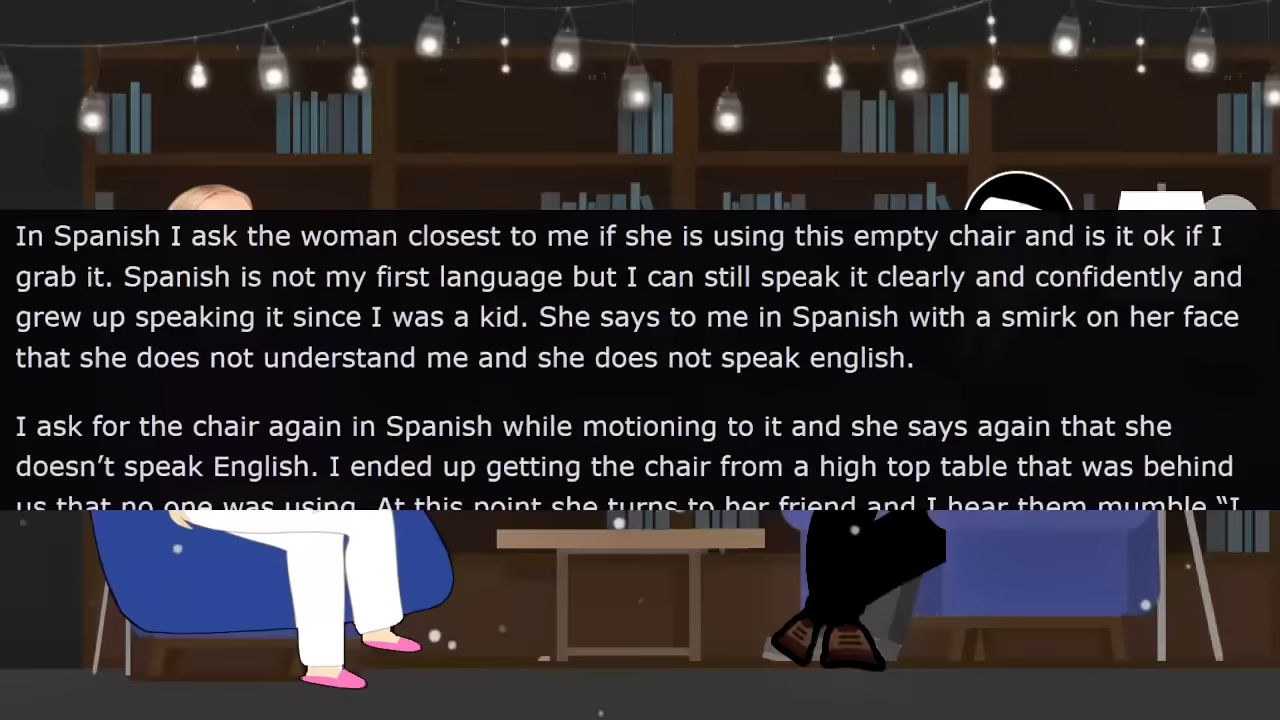 In Spanish I ask the woman closest to me if she is using this empty chair and is it ok if I
grab it. Spanish is not my first language but I can still speak it clearly and confidently and
grew up speaking it since I was a kid. She says to me in Spanish with a smirk on her face
that she does not understand me and she does not speak english.
I ask for the chair again in Spanish while motioning to it and she says again that she
doesn’t speak English. I ended up getting the chair from a high top table that was behind
us that no one was using. At this point she turns to her friend and I hear them mumble “I